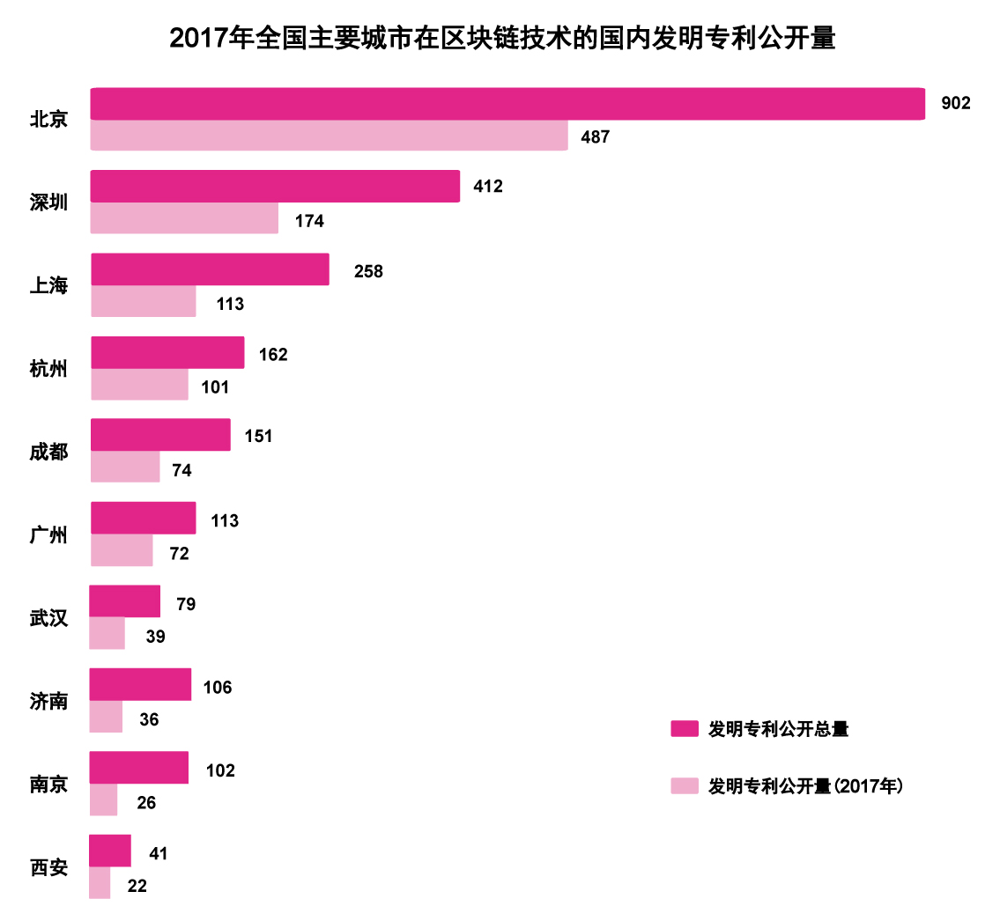 2017年全国主要城市在区块链技术的国内发明专利公开量
北京
902
487
深圳
412
174
上海
258
113
杭州
162
101
成都
151
74
广州
113
72
武汉
79
39
济南
106
36
南京
102
26
西安
41
22
发明专利公开总量
发明专利公开量(2017年)